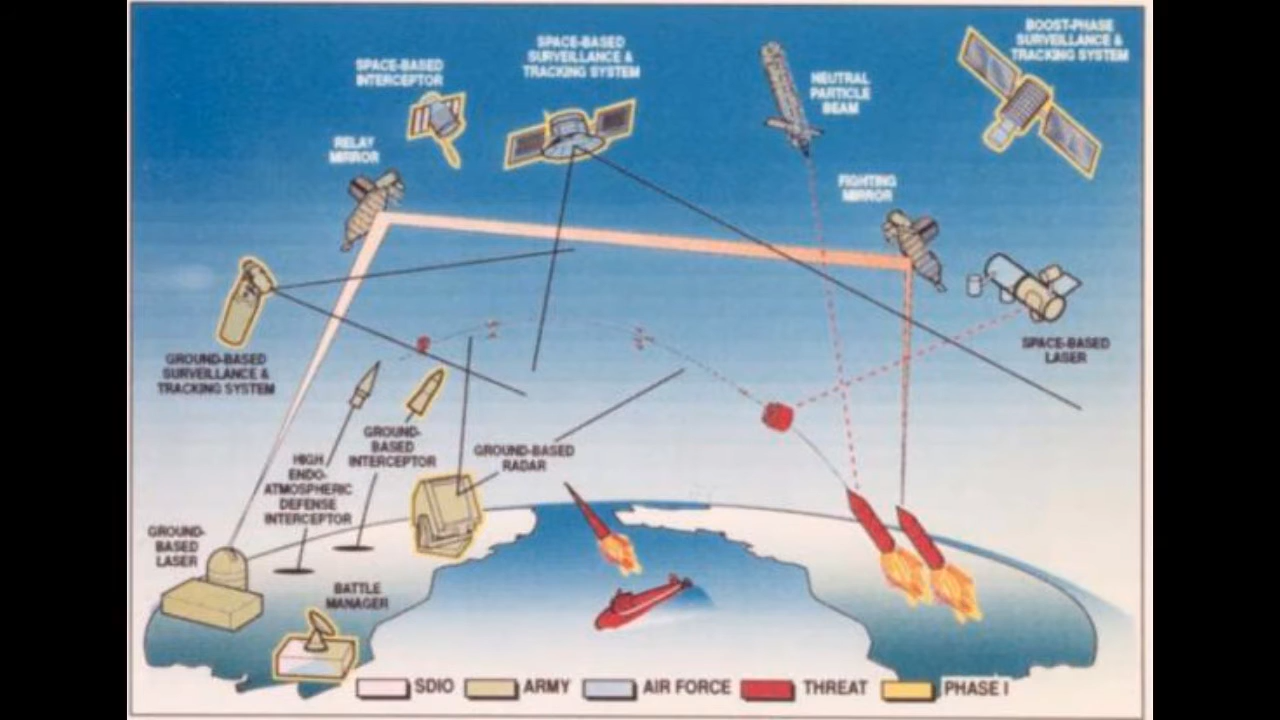 SPACE-BASED
INTERCEPTOR
SPACE-BASED
SURVEILLANCE &
TRACKING SYSTEM
NEUTRAL
PARTICLE
BEAM
BOOST-PHASE
SURVEILLANCE &
TRACKING SYSTEM
RELAY
MIRROR
FIGHTING
MIRROR
GROUND-BASED
SURVEILLANCE &
TRACKING SYSTEM
SPACE-BASED
LASER
GROUND-
BASED
INTERCEPTOR
HIGH
ENDO-
ATMOSPHERIC
DEFENSE
INTERCEPTOR
GROUND-BASED
RADAR
GROUND-
BASED
LASER
BATTLE
MANAGER
SDIO ARMY AIR FORCE THREAT PHASE I